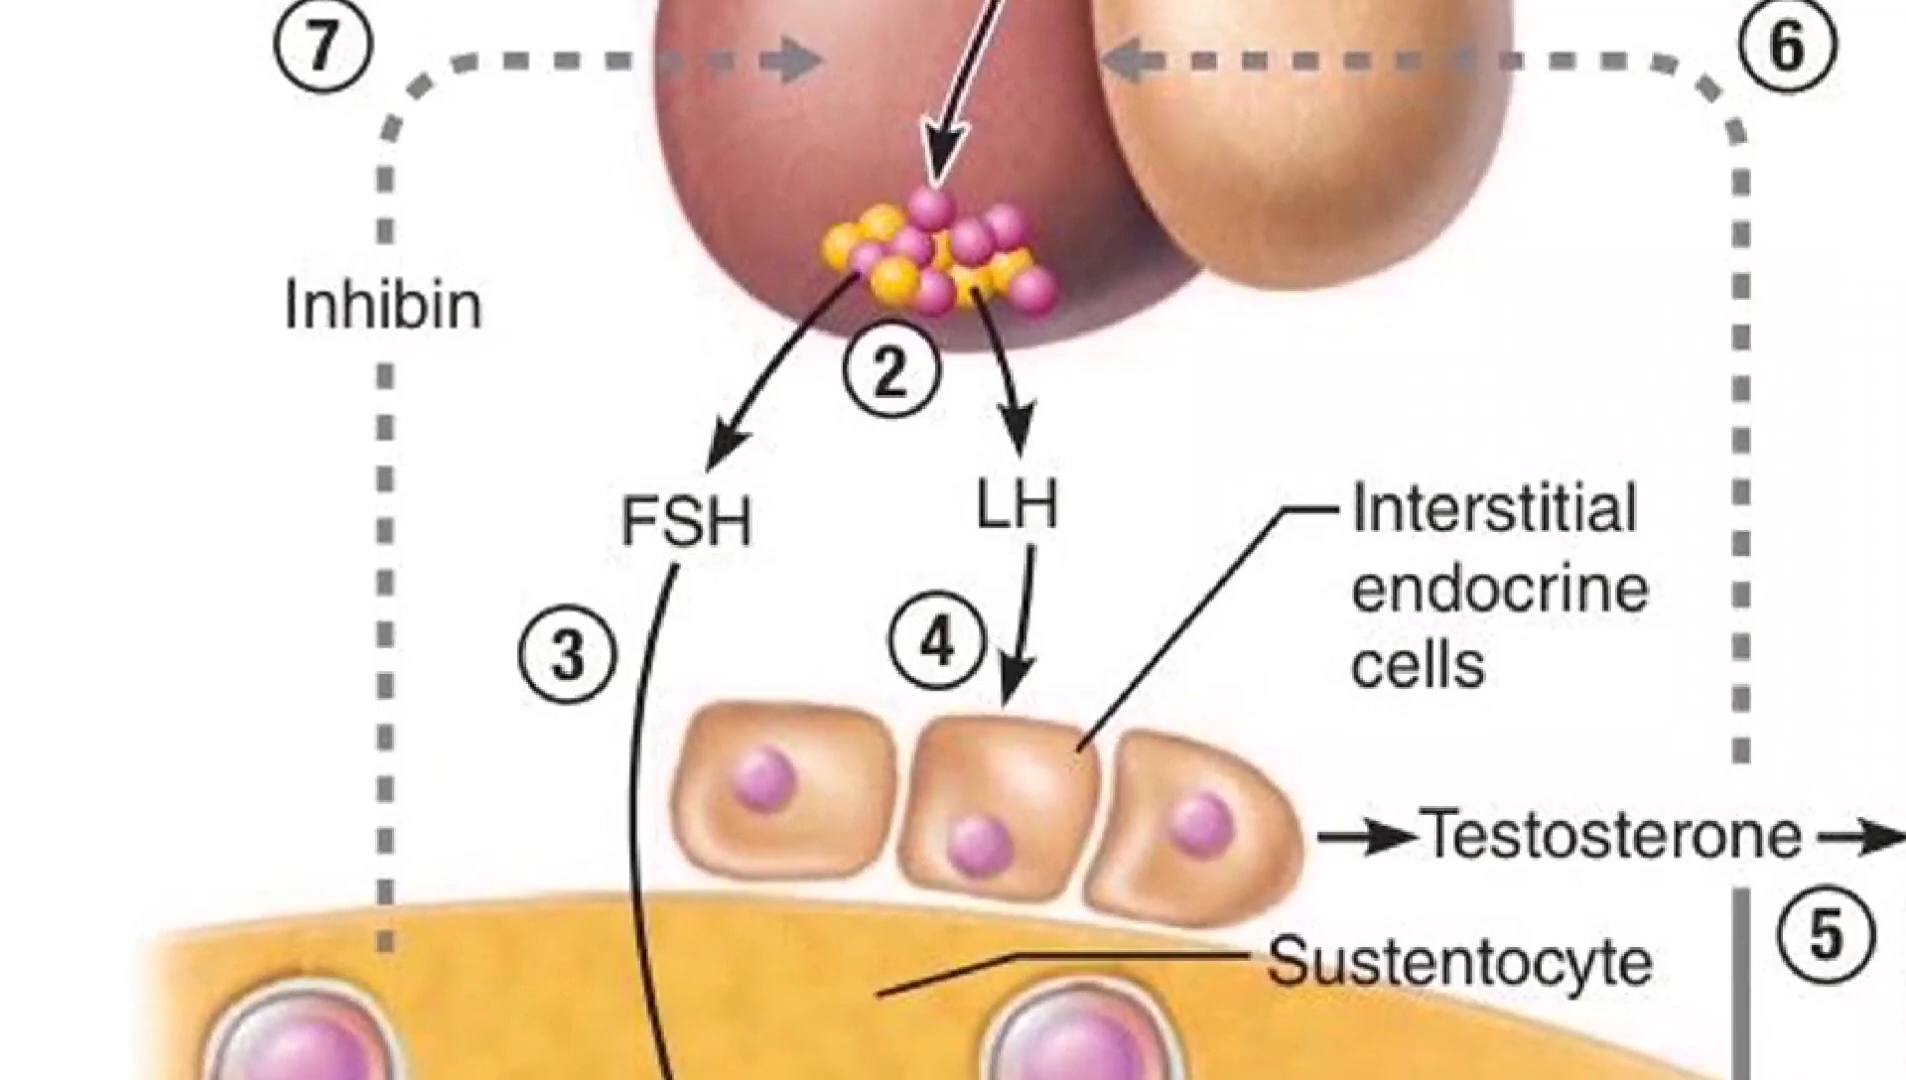 7
6
Inhibin
2
FSH
LH
Interstitial
endocrine
cells
3
4
Testosterone
5
Sustentocyte